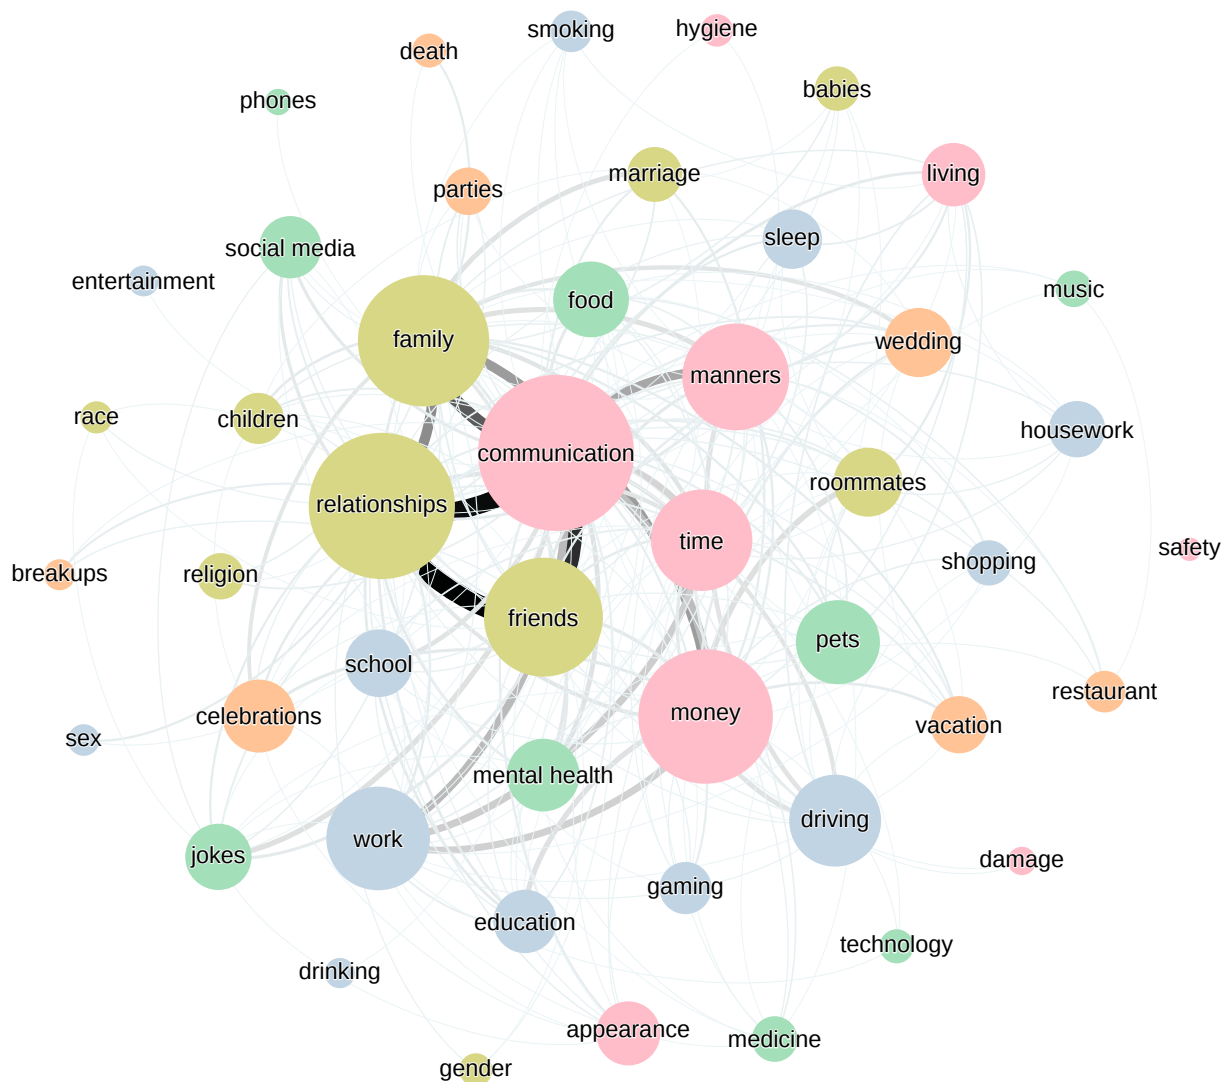 smoking
hygiene
death
babies
phones
marriage
living
parties
sleep
social media
entertainment
food
music
family
wedding
manners
race
children
housework
communication
roommates
relationships
time
safety
shopping
breakups
religion
friends
pets
school
restaurant
celebrations
money
vacation
sex
mental health
driving
work
jokes
damage
gaming
education
technology
drinking
appearance
medicine
gender